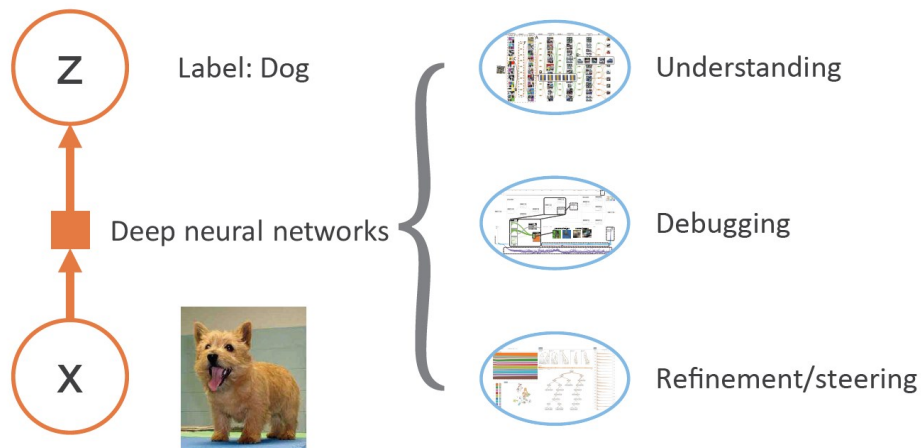 Z
Label: Dog
Understanding
Deep neural networks
Debugging
X
Refinement/steering